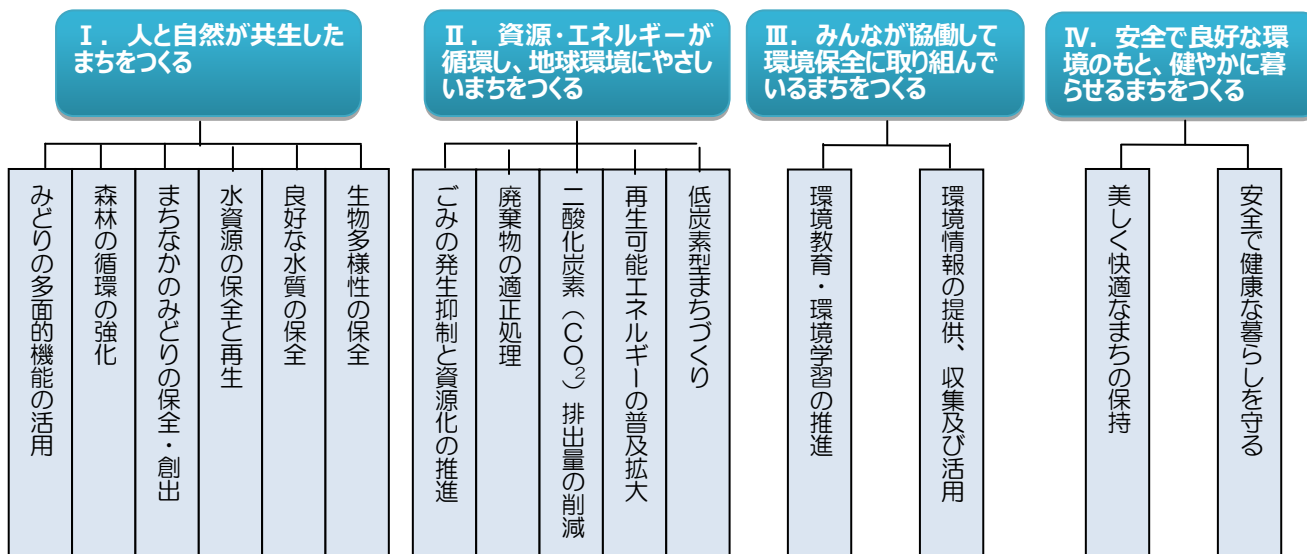 Ⅰ．人と自然が共生した
まちをつくる
みどりの多面的機能の活用
森林の循環の強化
まちなかのみどりの保全・創出
水資源の保全と再生
良好な水質の保全
生物多様性の保全
Ⅱ．資源・エネルギーが
循環し、地球環境にやさし
いまちをつくる
ごみの発生抑制と資源化の推進
廃棄物の適正処理
二酸化炭素（ＣＯ２）排出量の削減
再生可能エネルギーの普及拡大
低炭素型まちづくり
Ⅲ．みんなが協働して
環境保全に取り組んで
いるまちをつくる
環境教育・環境学習の推進
環境情報の提供、収集及び活用
Ⅳ．安全で良好な環
境のもと、健やかに暮
らせるまちをつくる
美しく快適なまちの保持
安全で健康な暮らしを守る